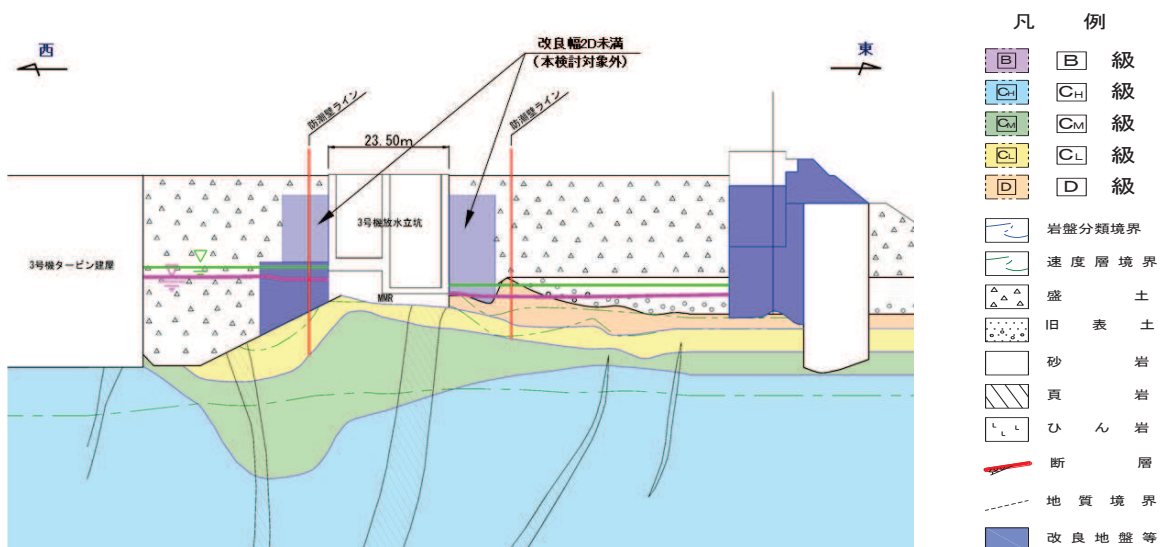 西
改良幅2D未満
(本検討対象外)
東
防潮壁ライン
防潮壁ライン
23.50m
3号機放水立坑
3号機タービン建屋
MMR
凡 例
B B 級
CH CH 級
CM CM 級
CL CL 級
D D 級
岩盤分類境界
速度層境界
盛 土
旧 表 土
砂 岩
頁 岩
ひ ん 岩
断 層
地 質 境 界
改 良 地 盤 等